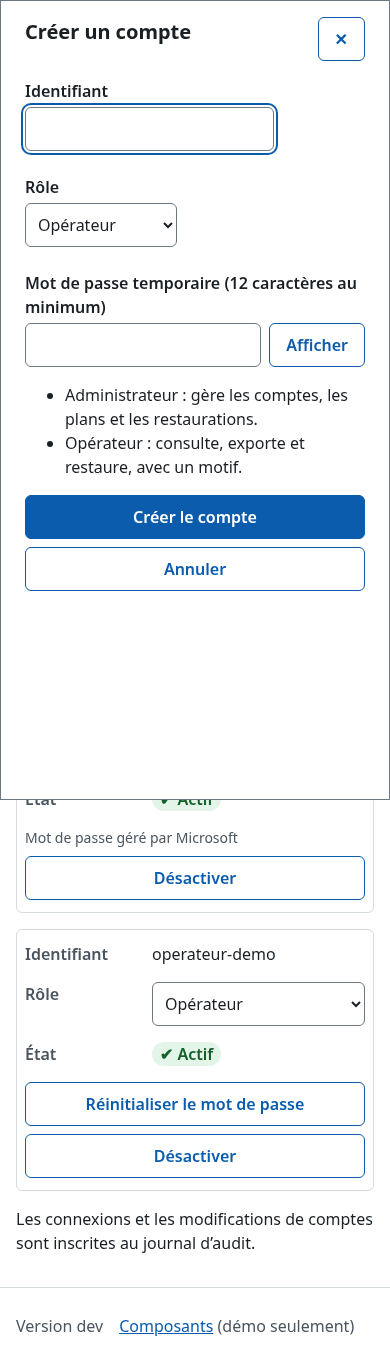 Créer un compte
✕
Identifiant
Rôle
Opérateur
Mot de passe temporaire (12 caractères au
minimum)
Afficher
• Administrateur : gère les comptes, les
plans et les restaurations.
• Opérateur : consulte, exporte et
restaure, avec un motif.
Créer le compte
Annuler
État
✔ Actif
Mot de passe géré par Microsoft
Désactiver
Identifiant operateur-demo
Rôle Opérateur
État ✔ Actif
Réinitialiser le mot de passe
Désactiver
Les connexions et les modifications de comptes
sont inscrites au journal d’audit.
Version dev Composants (démo seulement)